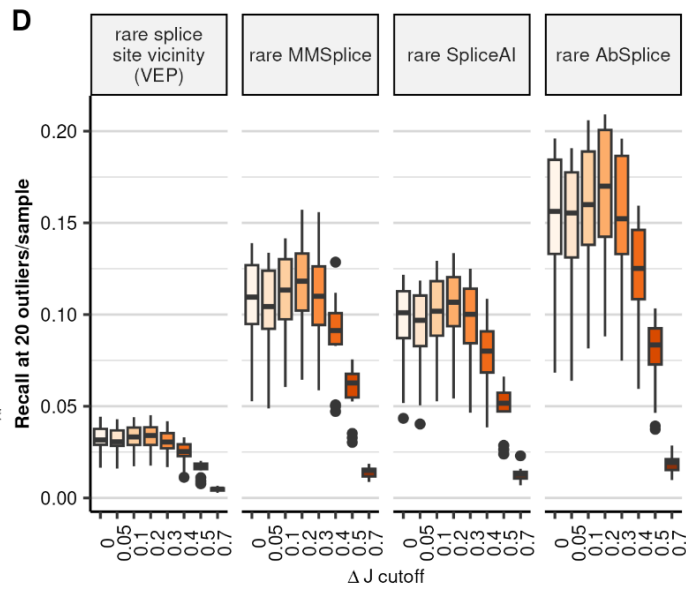 D
rare splice
site vicinity
(VEP)
rare MMSplice
rare SpliceAI
rare AbSplice
Recall at 20 outliers/sample
0.20
0.15
0.10
0.05
0.00
0 0.05 0.1 0.2 0.3 0.4 0.5 0.7
0 0.05 0.1 0.2 0.3 0.4 0.5 0.7
0 0.05 0.1 0.2 0.3 0.4 0.5 0.7
0 0.05 0.1 0.2 0.3 0.4 0.5 0.7
Δ J cutoff